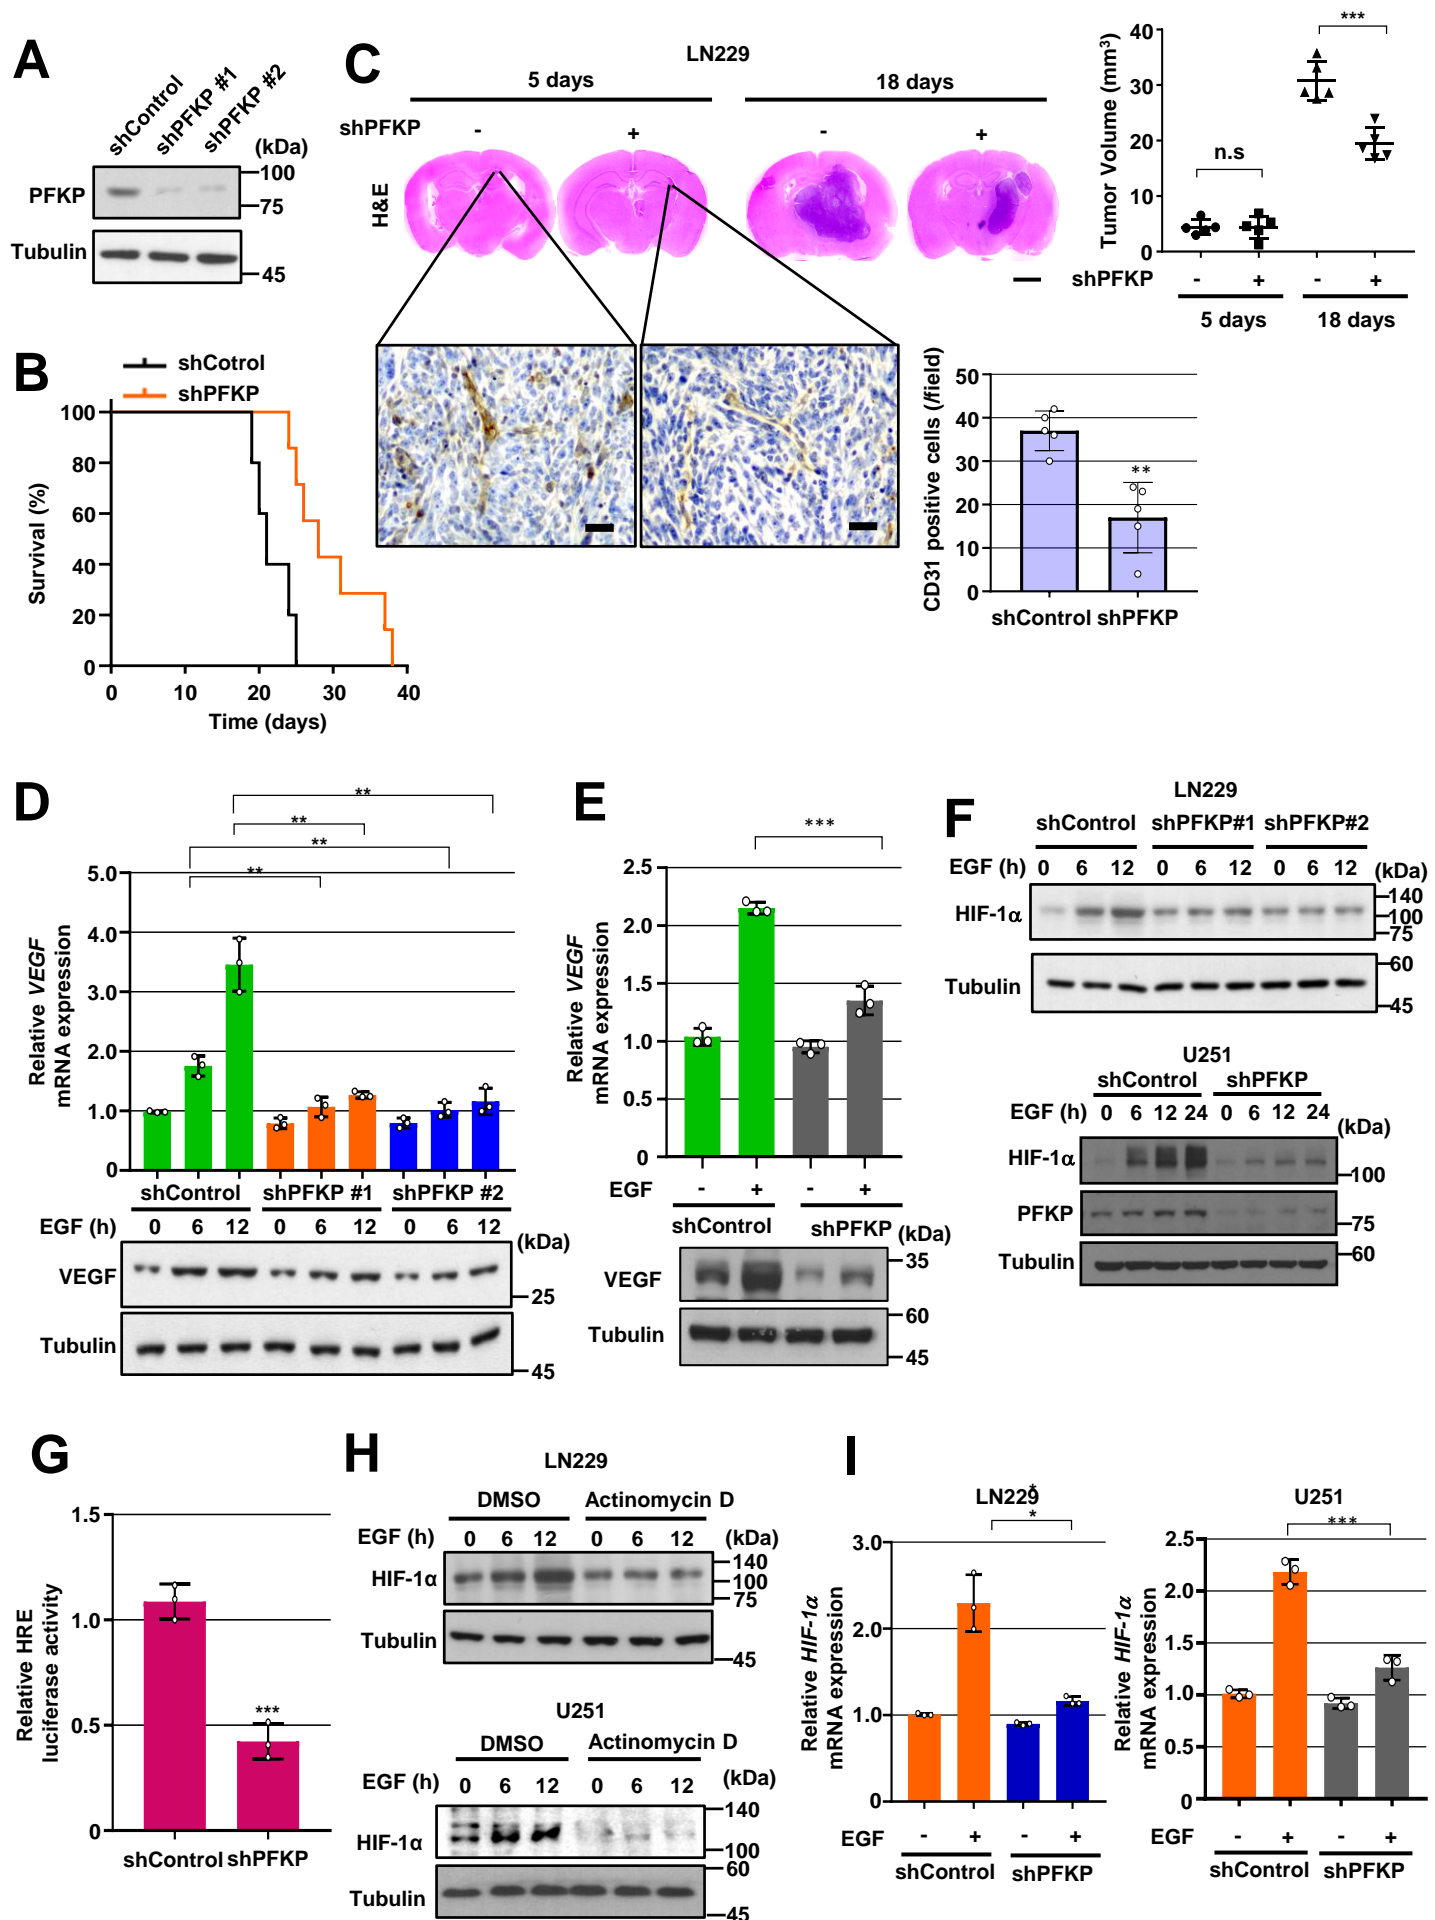 A
shControl
shPFKP #1
shPFKP #2
(kDa)
PFKP
100
75
Tubulin
45
B
shCotrol
shPFKP
Survival (%)
100
80
60
40
20
0
0 10 20 30 40
Time (days)
C
LN229
5 days 18 days
shPFKP - + - +
H&E
Tumor Volume (mm3)
40
30
20
10
0
n.s
***
shPFKP - + - +
5 days 18 days
CD31 positive cells (/field)
50
40
30
20
10
0
**
shControl shPFKP
D
**
**
**
**
Relative VEGF
mRNA expression
5.0
4.0
3.0
2.0
1.0
0
shControl shPFKP #1 shPFKP #2
EGF (h) 0 6 12 0 6 12 0 6 12
(kDa)
VEGF
25
Tubulin
45
E
***
Relative VEGF
mRNA expression
2.5
2.0
1.5
1.0
0.5
0
EGF - + - +
shControl shPFKP (kDa)
VEGF
35
Tubulin
60
45
F
LN229
shControl shPFKP#1 shPFKP#2
EGF (h) 0 6 12 0 6 12 0 6 12 (kDa)
HIF-1α
140
100
75
Tubulin
60
45
U251
shControl shPFKP
EGF (h) 0 6 12 24 0 6 12 24
(kDa)
HIF-1α
100
PFKP
75
Tubulin
60
G
Relative HRE
luciferase activity
1.5
1.0
0.5
0
***
shControl shPFKP
H
LN229
DMSO Actinomycin D
EGF (h) 0 6 12 0 6 12 (kDa)
HIF-1α
140
100
75
Tubulin
45
U251
DMSO Actinomycin D
EGF (h) 0 6 12 0 6 12 (kDa)
HIF-1α
140
100
Tubulin
60
45
I
LN229
*
*
Relative HIF-1α
mRNA expression
3.0
2.0
1.0
0
EGF - + - +
shControl shPFKP
U251
***
Relative HIF-1α
mRNA expression
2.5
2.0
1.5
1.0
0.5
0
EGF - + - +
shControl shPFKP